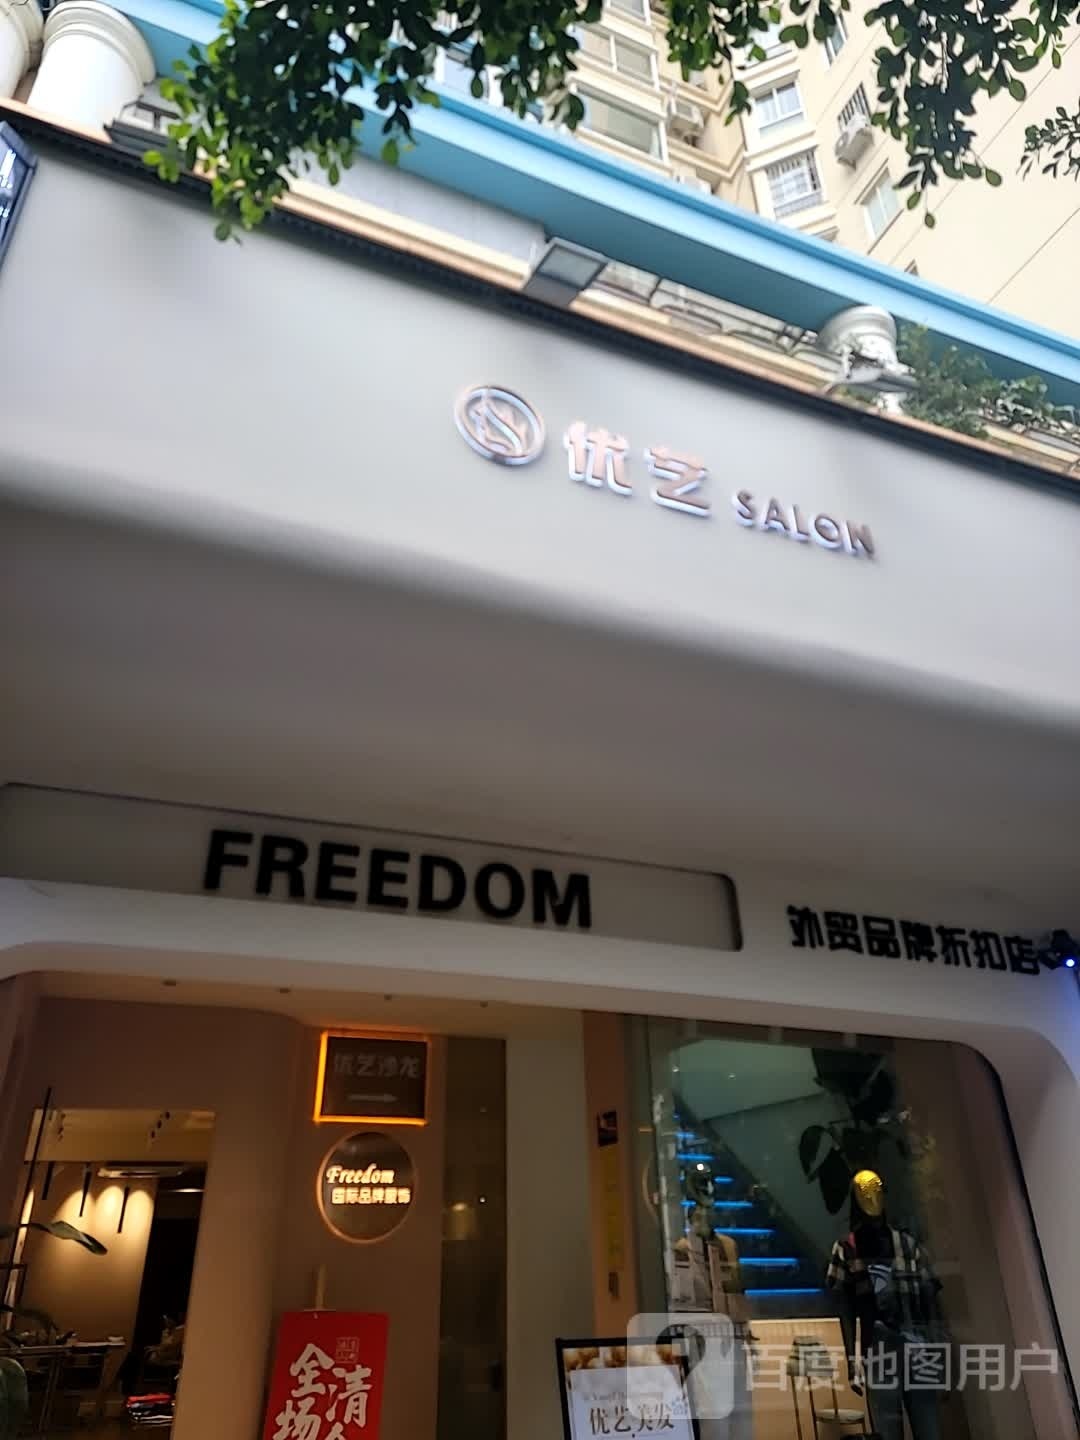 优艺 SALON
FREEDOM
外贸品牌折扣店
优艺沙龙
Freedom
国际品牌服饰
全场
清
优艺美发
百度地图用户